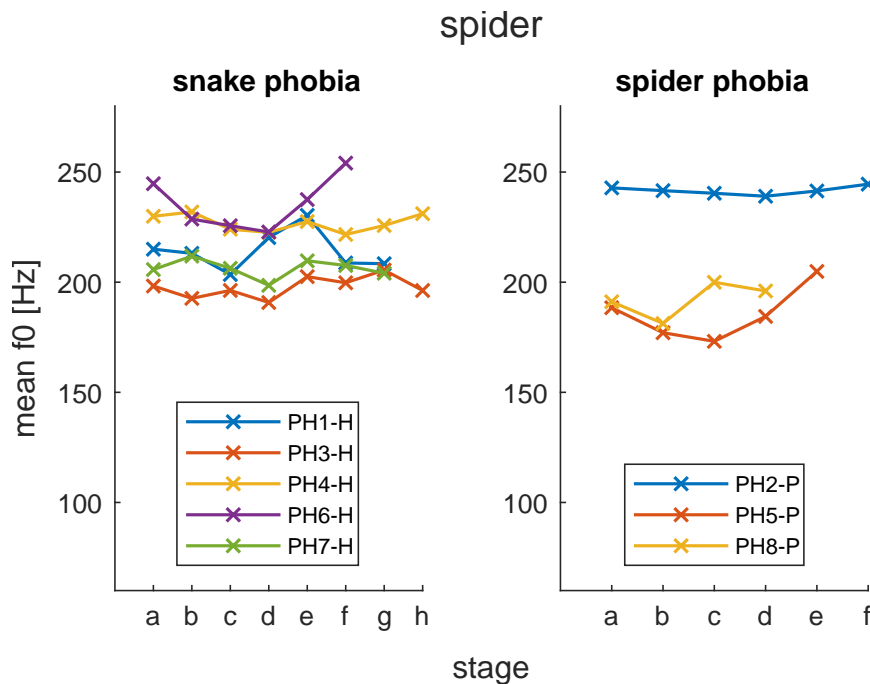 spider
snake phobia
spider phobia
mean f0 [Hz]
250
200
150
100
PH1-H
PH3-H
PH4-H
PH6-H
PH7-H
a b c d e f g h
250
200
150
100
PH2-P
PH5-P
PH8-P
a b c d e f
stage